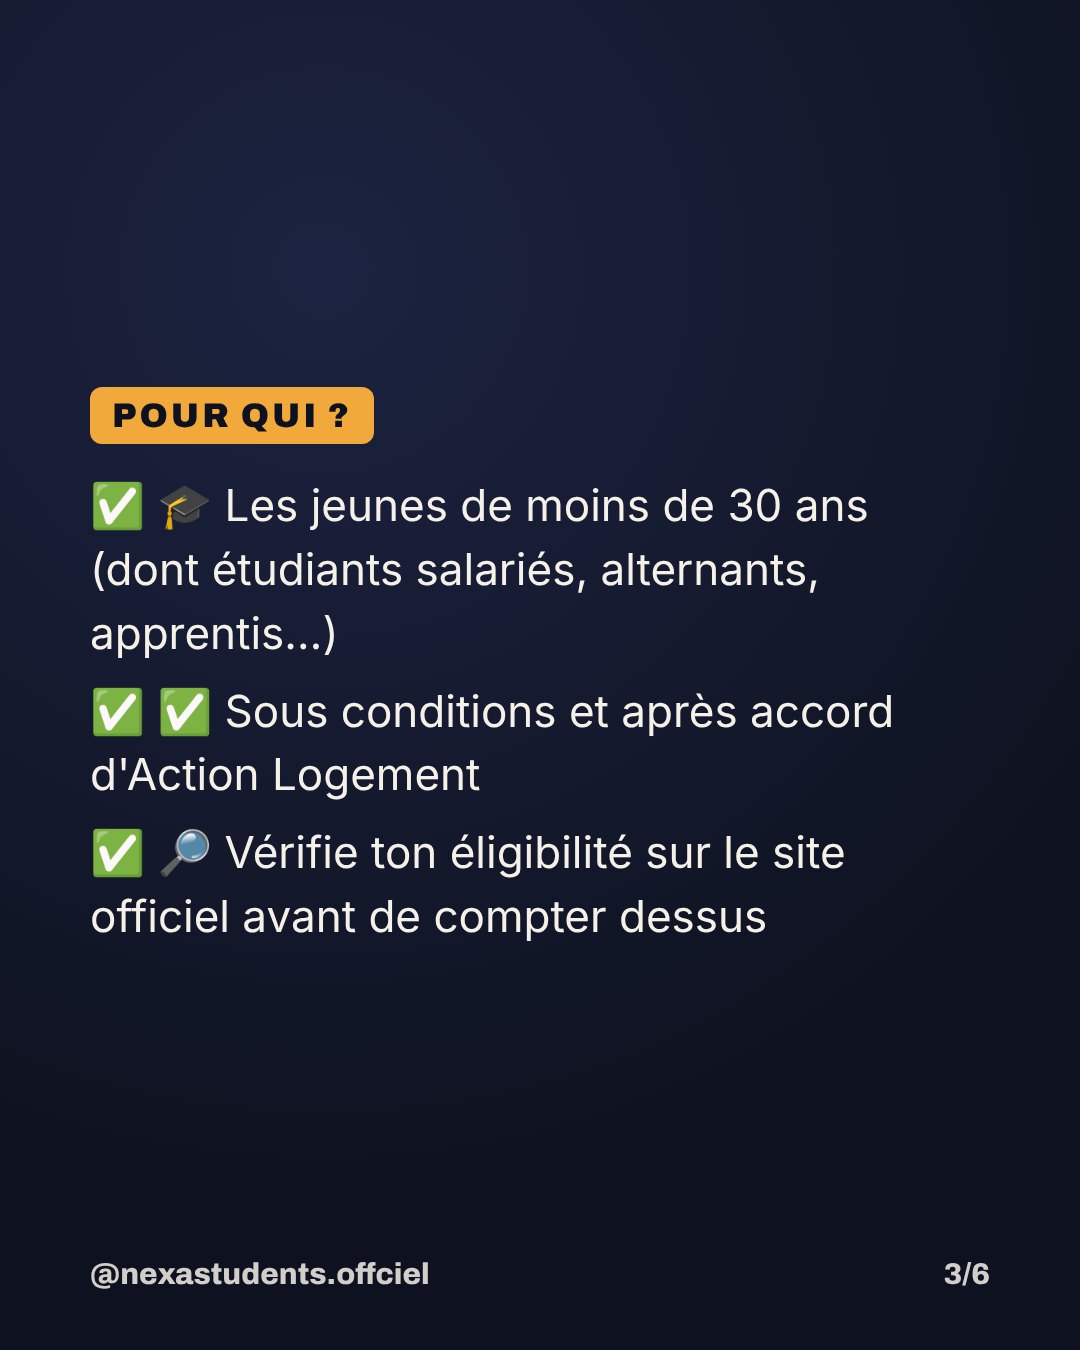 POUR QUI ?
✅ 🎓 Les jeunes de moins de 30 ans
(dont étudiants salariés, alternants,
apprentis...)
✅ ✅ Sous conditions et après accord
d'Action Logement
✅ 🔎 Vérifie ton éligibilité sur le site
officiel avant de compter dessus
@nexastudents.offciel
3/6